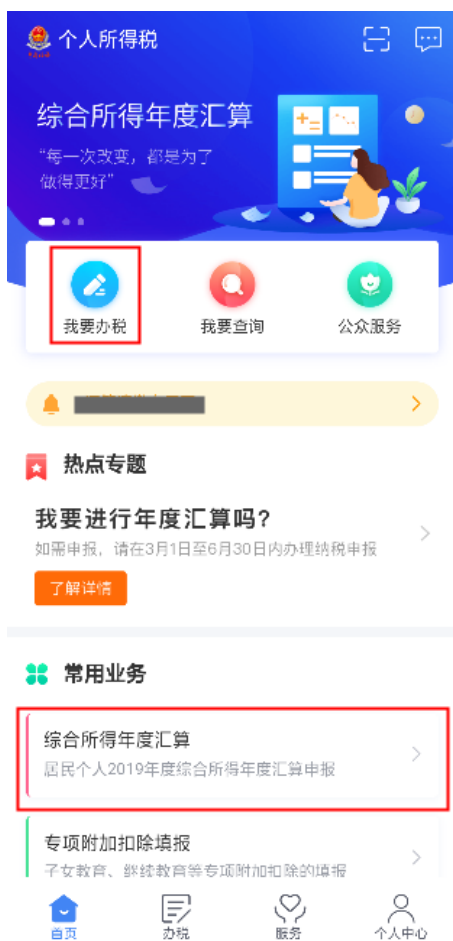 个人所得税
综合所得年度汇算
“每一次改变，都是为了
做得更好”
我要办税
我要查询
公众服务
热点专题
我要进行年度汇算吗?
如需申报，请在3月1日至6月30日内办理纳税申报
了解详情
常用业务
综合所得年度汇算
居民个人2019年度综合所得年度汇算申报
专项附加扣除填报
子女教育、继续教育等专项附加扣除的填报
首页
办税
服务
个人中心